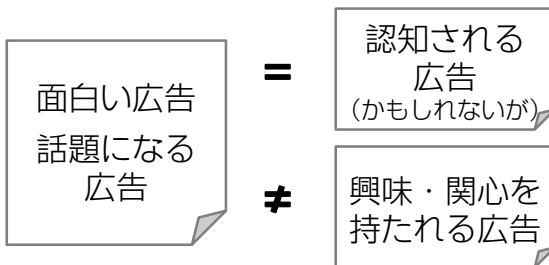 面白い広告
話題になる
広告
=
認知される
広告
(かもしれないが)
≠
興味・関心を
持たれる広告